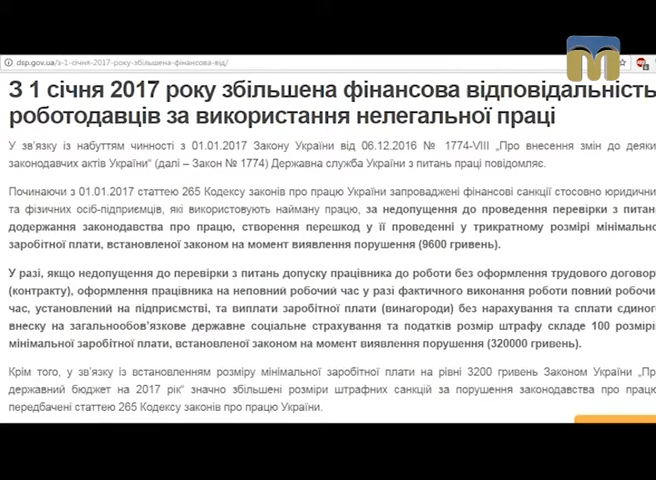 dsp.gov.ua/з-1-січня-2017-року-збільшена-фінансова-від/
З 1 січня 2017 року збільшена фінансова відповідальність
роботодавців за використання нелегальної праці
У зв’язку із набуттям чинності з 01.01.2017 Закону України від 06.12.2016 № 1774-VIII „Про внесення змін до деяки
законодавчих актів України“ (далі – Закон № 1774) Державна служба України з питань праці повідомляє.
Починаючи з 01.01.2017 статтею 265 Кодексу законів про працю України запроваджені фінансові санкції стосовно юридичн
та фізичних осіб-підприємців, які використовують найману працю, за недопущення до проведення перевірки з питан
додержання законодавства про працю, створення перешкод у її проведенні у трикратному розмірі мінімально
заробітної плати, встановленої законом на момент виявлення порушення (9600 гривень).
У разі, якщо недопущення до перевірки з питань допуску працівника до роботи без оформлення трудового договор
(контракту), оформлення працівника на неповний робочий час у разі фактичного виконання роботи повний робочи
час, установлений на підприємстві, та виплати заробітної плати (винагороди) без нарахування та сплати єдиног
внеску на загальнообов’язкове державне соціальне страхування та податків розмір штрафу складе 100 розмірі
мінімальної заробітної плати, встановленої законом на момент виявлення порушення (320000 гривень).
Крім того, у зв’язку із встановленням розміру мінімальної заробітної плати на рівні 3200 гривень Законом України „Пр
державний бюджет на 2017 рік“ значно збільшені розміри штрафних санкцій за порушення законодавства про працю
передбачені статтею 265 Кодексу законів про працю України.